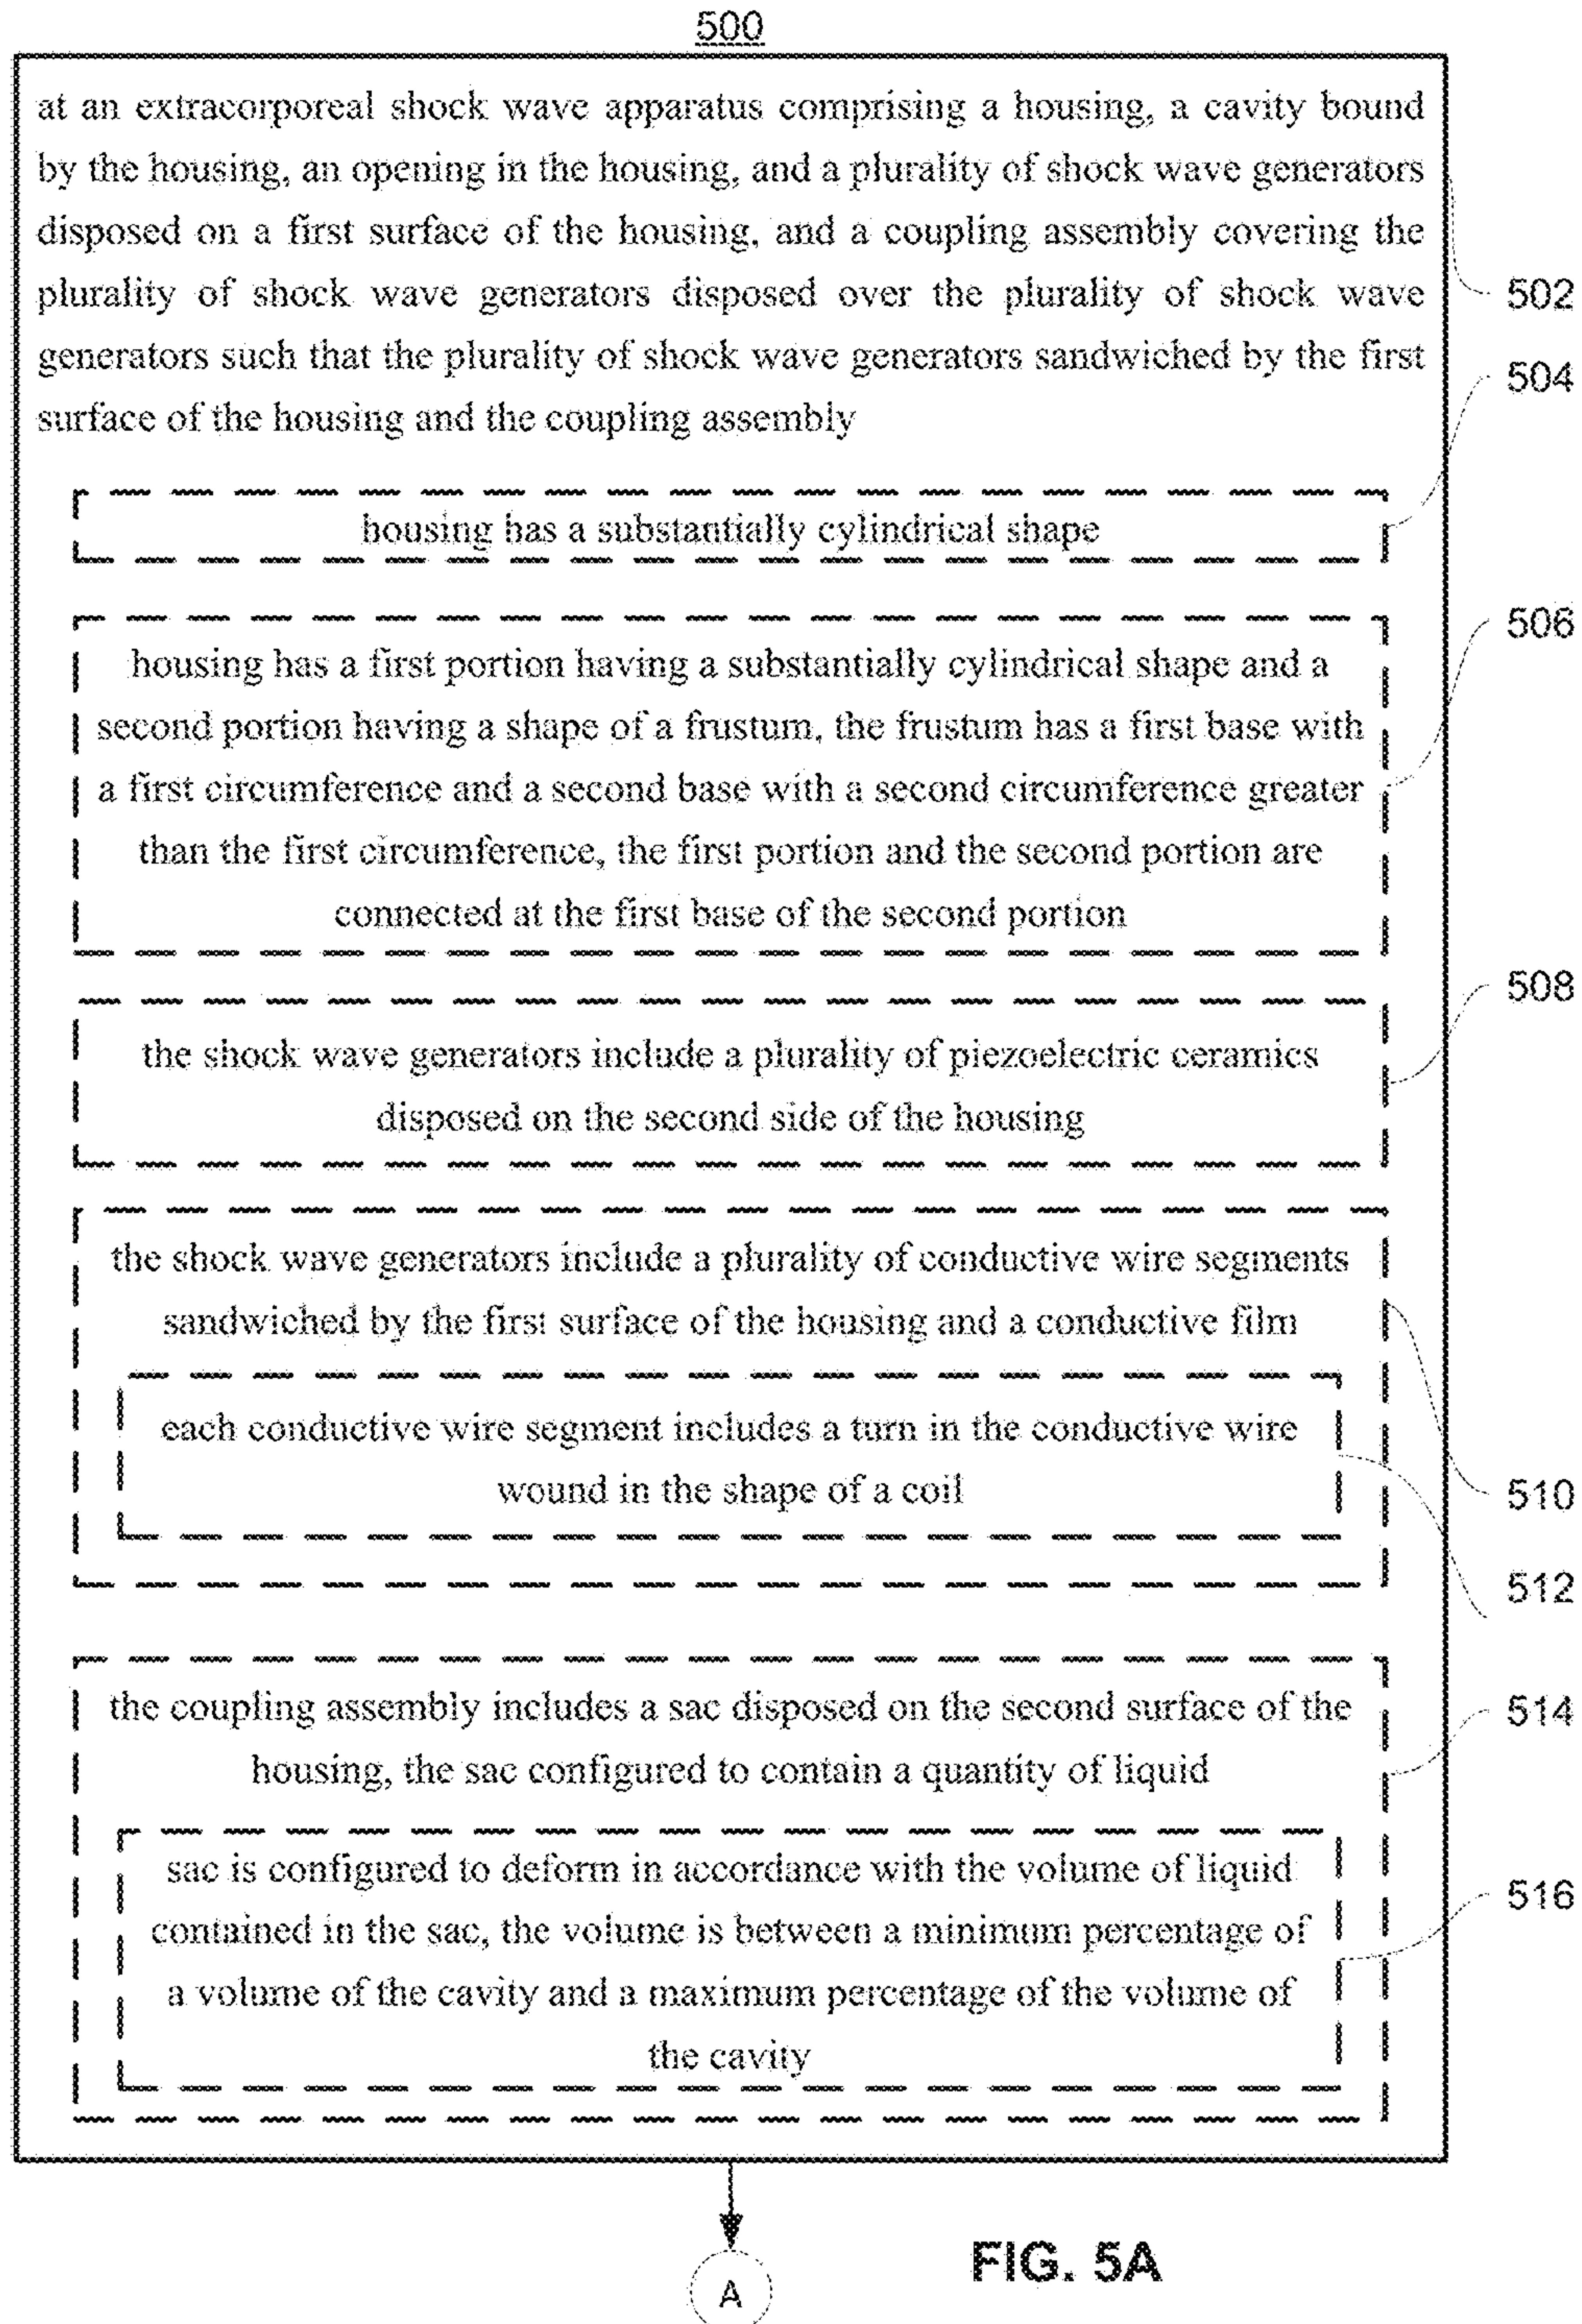 500
at an extracorporeal shock wave apparatus comprising a housing, a cavity bound
by the housing, an opening in the housing, and a plurality of shock wave generators
disposed on a first surface of the housing, and a coupling assembly covering the
plurality of shock wave generators disposed over the plurality of shock wave
generators such that the plurality of shock wave generators sandwiched by the first
surface of the housing and the coupling assembly
502
504
housing has a substantially cylindrical shape
506
housing has a first portion having a substantially cylindrical shape and a
second portion having a shape of a frustum, the frustum has a first base with
a first circumference and a second base with a second circumference greater
than the first circumference, the first portion and the second portion are
connected at the first base of the second portion
508
the shock wave generators include a plurality of piezoelectric ceramics
disposed on the second side of the housing
the shock wave generators include a plurality of conductive wire segments
sandwiched by the first surface of the housing and a conductive film
510
each conductive wire segment includes a turn in the conductive wire
wound in the shape of a coil
512
the coupling assembly includes a sac disposed on the second surface of the
housing, the sac configured to contain a quantity of liquid
514
sac is configured to deform in accordance with the volume of liquid
contained in the sac, the volume is between a minimum percentage of
a volume of the cavity and a maximum percentage of the volume of
the cavity
516
A
FIG. 5A